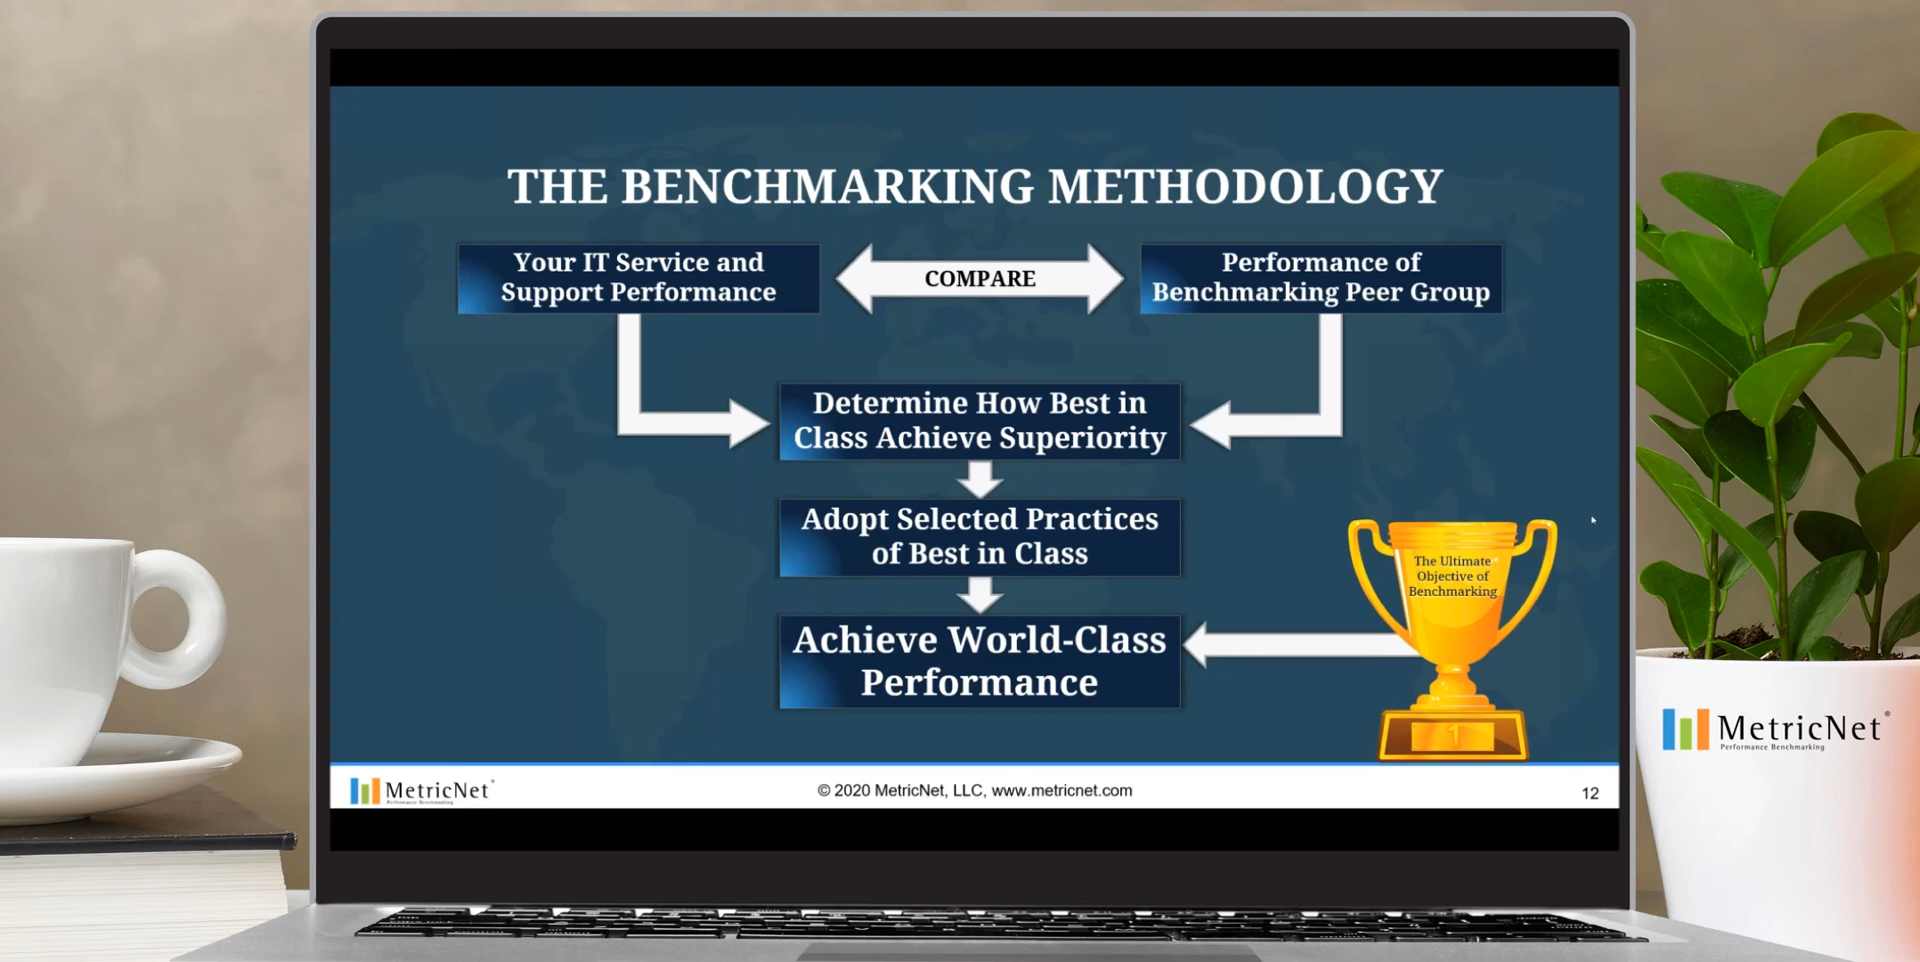 THE BENCHMARKING METHODOLOGY
Your IT Service and
Support Performance
COMPARE
Performance of
Benchmarking Peer Group
Determine How Best in
Class Achieve Superiority
Adopt Selected Practices
of Best in Class
The Ultimate
Objective of
Benchmarking
Achieve World-Class
Performance
1
MetricNet®
Performance Benchmarking
© 2020 MetricNet, LLC, www.metricnet.com
12
MetricNet®
Performance Benchmarking